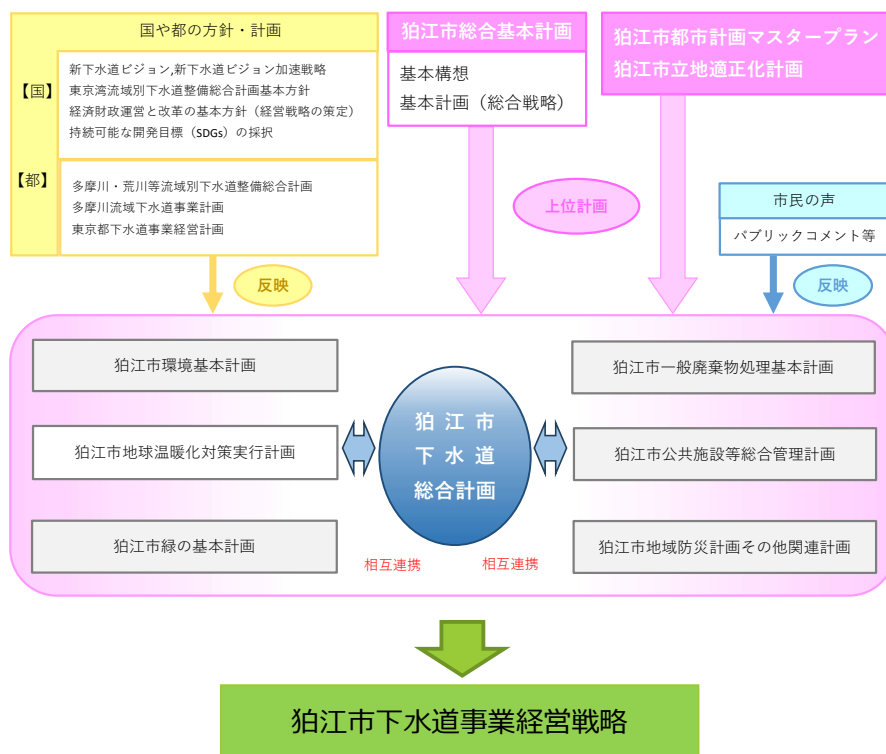 国や都の方針・計画
【国】
新下水道ビジョン,新下水道ビジョン加速戦略
東京湾流域別下水道整備総合計画基本方針
経済財政運営と改革の基本方針（経営戦略の策定）
持続可能な開発目標（SDGs）の採択
【都】
多摩川・荒川等流域別下水道整備総合計画
多摩川流域下水道事業計画
東京都下水道事業経営計画
狛江市総合基本計画
基本構想
基本計画（総合戦略）
狛江市都市計画マスタープラン
狛江市立地適正化計画
上位計画
市民の声
パブリックコメント等
反映
反映
狛江市環境基本計画
狛江市地球温暖化対策実行計画
狛江市緑の基本計画
狛江市
下水道
総合計画
相互連携
相互連携
狛江市一般廃棄物処理基本計画
狛江市公共施設等総合管理計画
狛江市地域防災計画その他関連計画
狛江市下水道事業経営戦略